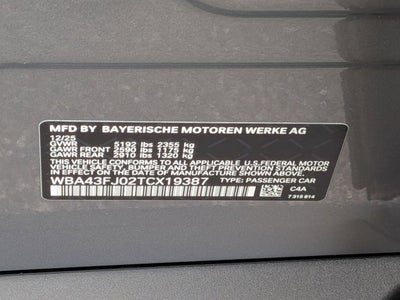 MFD BY BAYERISCHE MOTOREN WERKE AG
12/25
GVWR 5192 lbs 2355 kg
GAWR FRONT 2590 lbs 1175 kg
GAWR REAR 2910 lbs 1320 kg
THIS VEHICLE CONFORMS TO ALL APPLICABLE U.S. FEDERAL MOTOR
VEHICLE SAFETY, BUMPER AND THEFT PREVENTION STANDARDS
IN EFFECT ON THE DATE OF MANUFACTURE SHOWN ABOVE.
WBA43FJ02TCX19387 TYPE: PASSENGER CAR
C4A
7 315 814